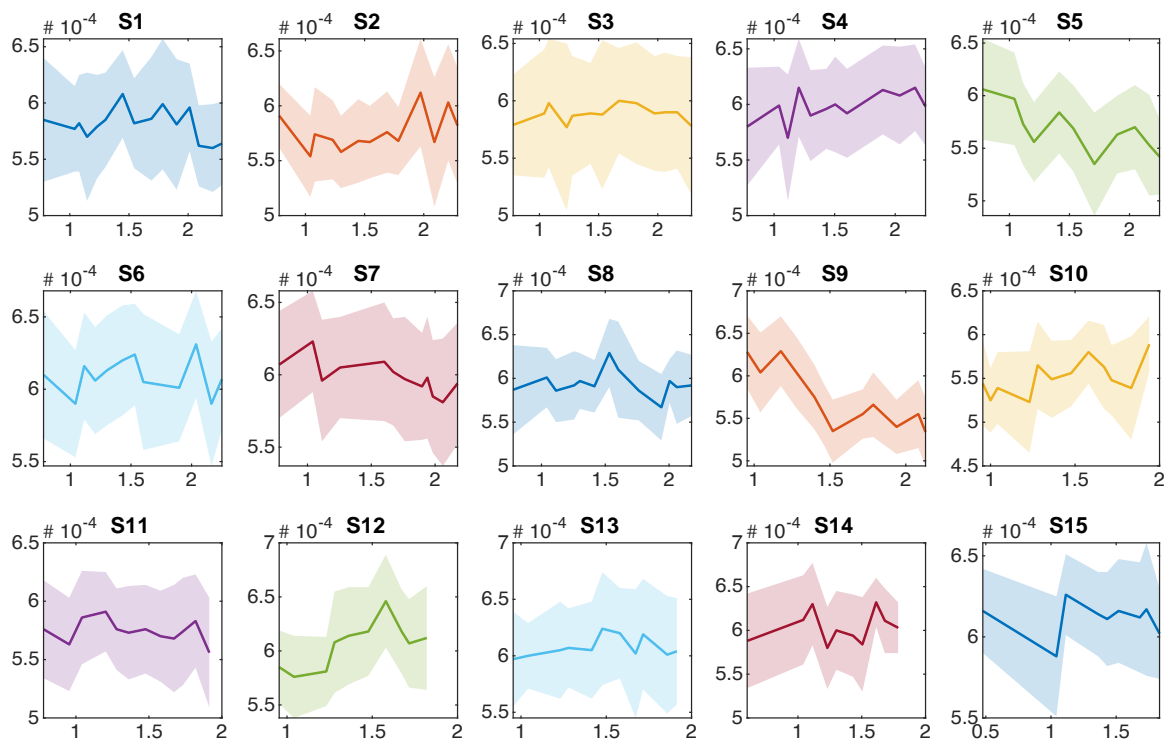 # 10^-4 S1 # 10^-4 S2 # 10^-4 S3 # 10^-4 S4 # 10^-4 S5
6.5 6.5 6.5 6.5 6.5
6 6 6 6 6
5.5 5.5 5.5 5.5 5.5
5 5 5 5 5
1 1.5 2 1 1.5 2 1 1.5 2 1 1.5 2 1 1.5 2
# 10^-4 S6 # 10^-4 S7 # 10^-4 S8 # 10^-4 S9 # 10^-4 S10
6.5 6.5 7 7 6.5
6.5 6.5 6
6 6 6 6 5.5
5.5 5.5 5
5.5 5.5 5 5 4.5
1 1.5 2 1 1.5 2 1 1.5 2 1 1.5 2 1 1.5 2
# 10^-4 S11 # 10^-4 S12 # 10^-4 S13 # 10^-4 S14 # 10^-4 S15
6.5 7 7 7 6.5
6 6.5 6.5 6.5
6 6 6 6
5.5 5.5
5 5.5 5.5 5 5.5
1 1.5 2 1 1.5 2 1 1.5 2 1 1.5 2 0.5 1 1.5